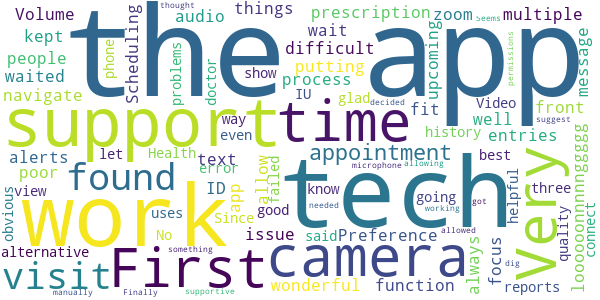 thought
Volume
audio
things
prescription
zoom
multiple
kept
the app
wait
difficult
people
waited
Scheduling
phone
problems
doctor
show
putting
process
upcoming
permissions
Seems
message
navigate
IU
glad
decided
fit
Video
front
suggest
support
time
way
even
history
well
entries
alerts
let
Health
text
error
appointment
best
poor
found
ID
app
allow
failed
microphone
allowing
three
view
know
going
working
got
helpful
obvious
work
tech
Very
looooooonnnnnggggg
connect
uses
No
Since
good
needed
said
Preference
allowed
always
focus
quality
alternative
First
issue
camera
visit
something
wonderful
function
reports
dig
manually
Finally
supportive